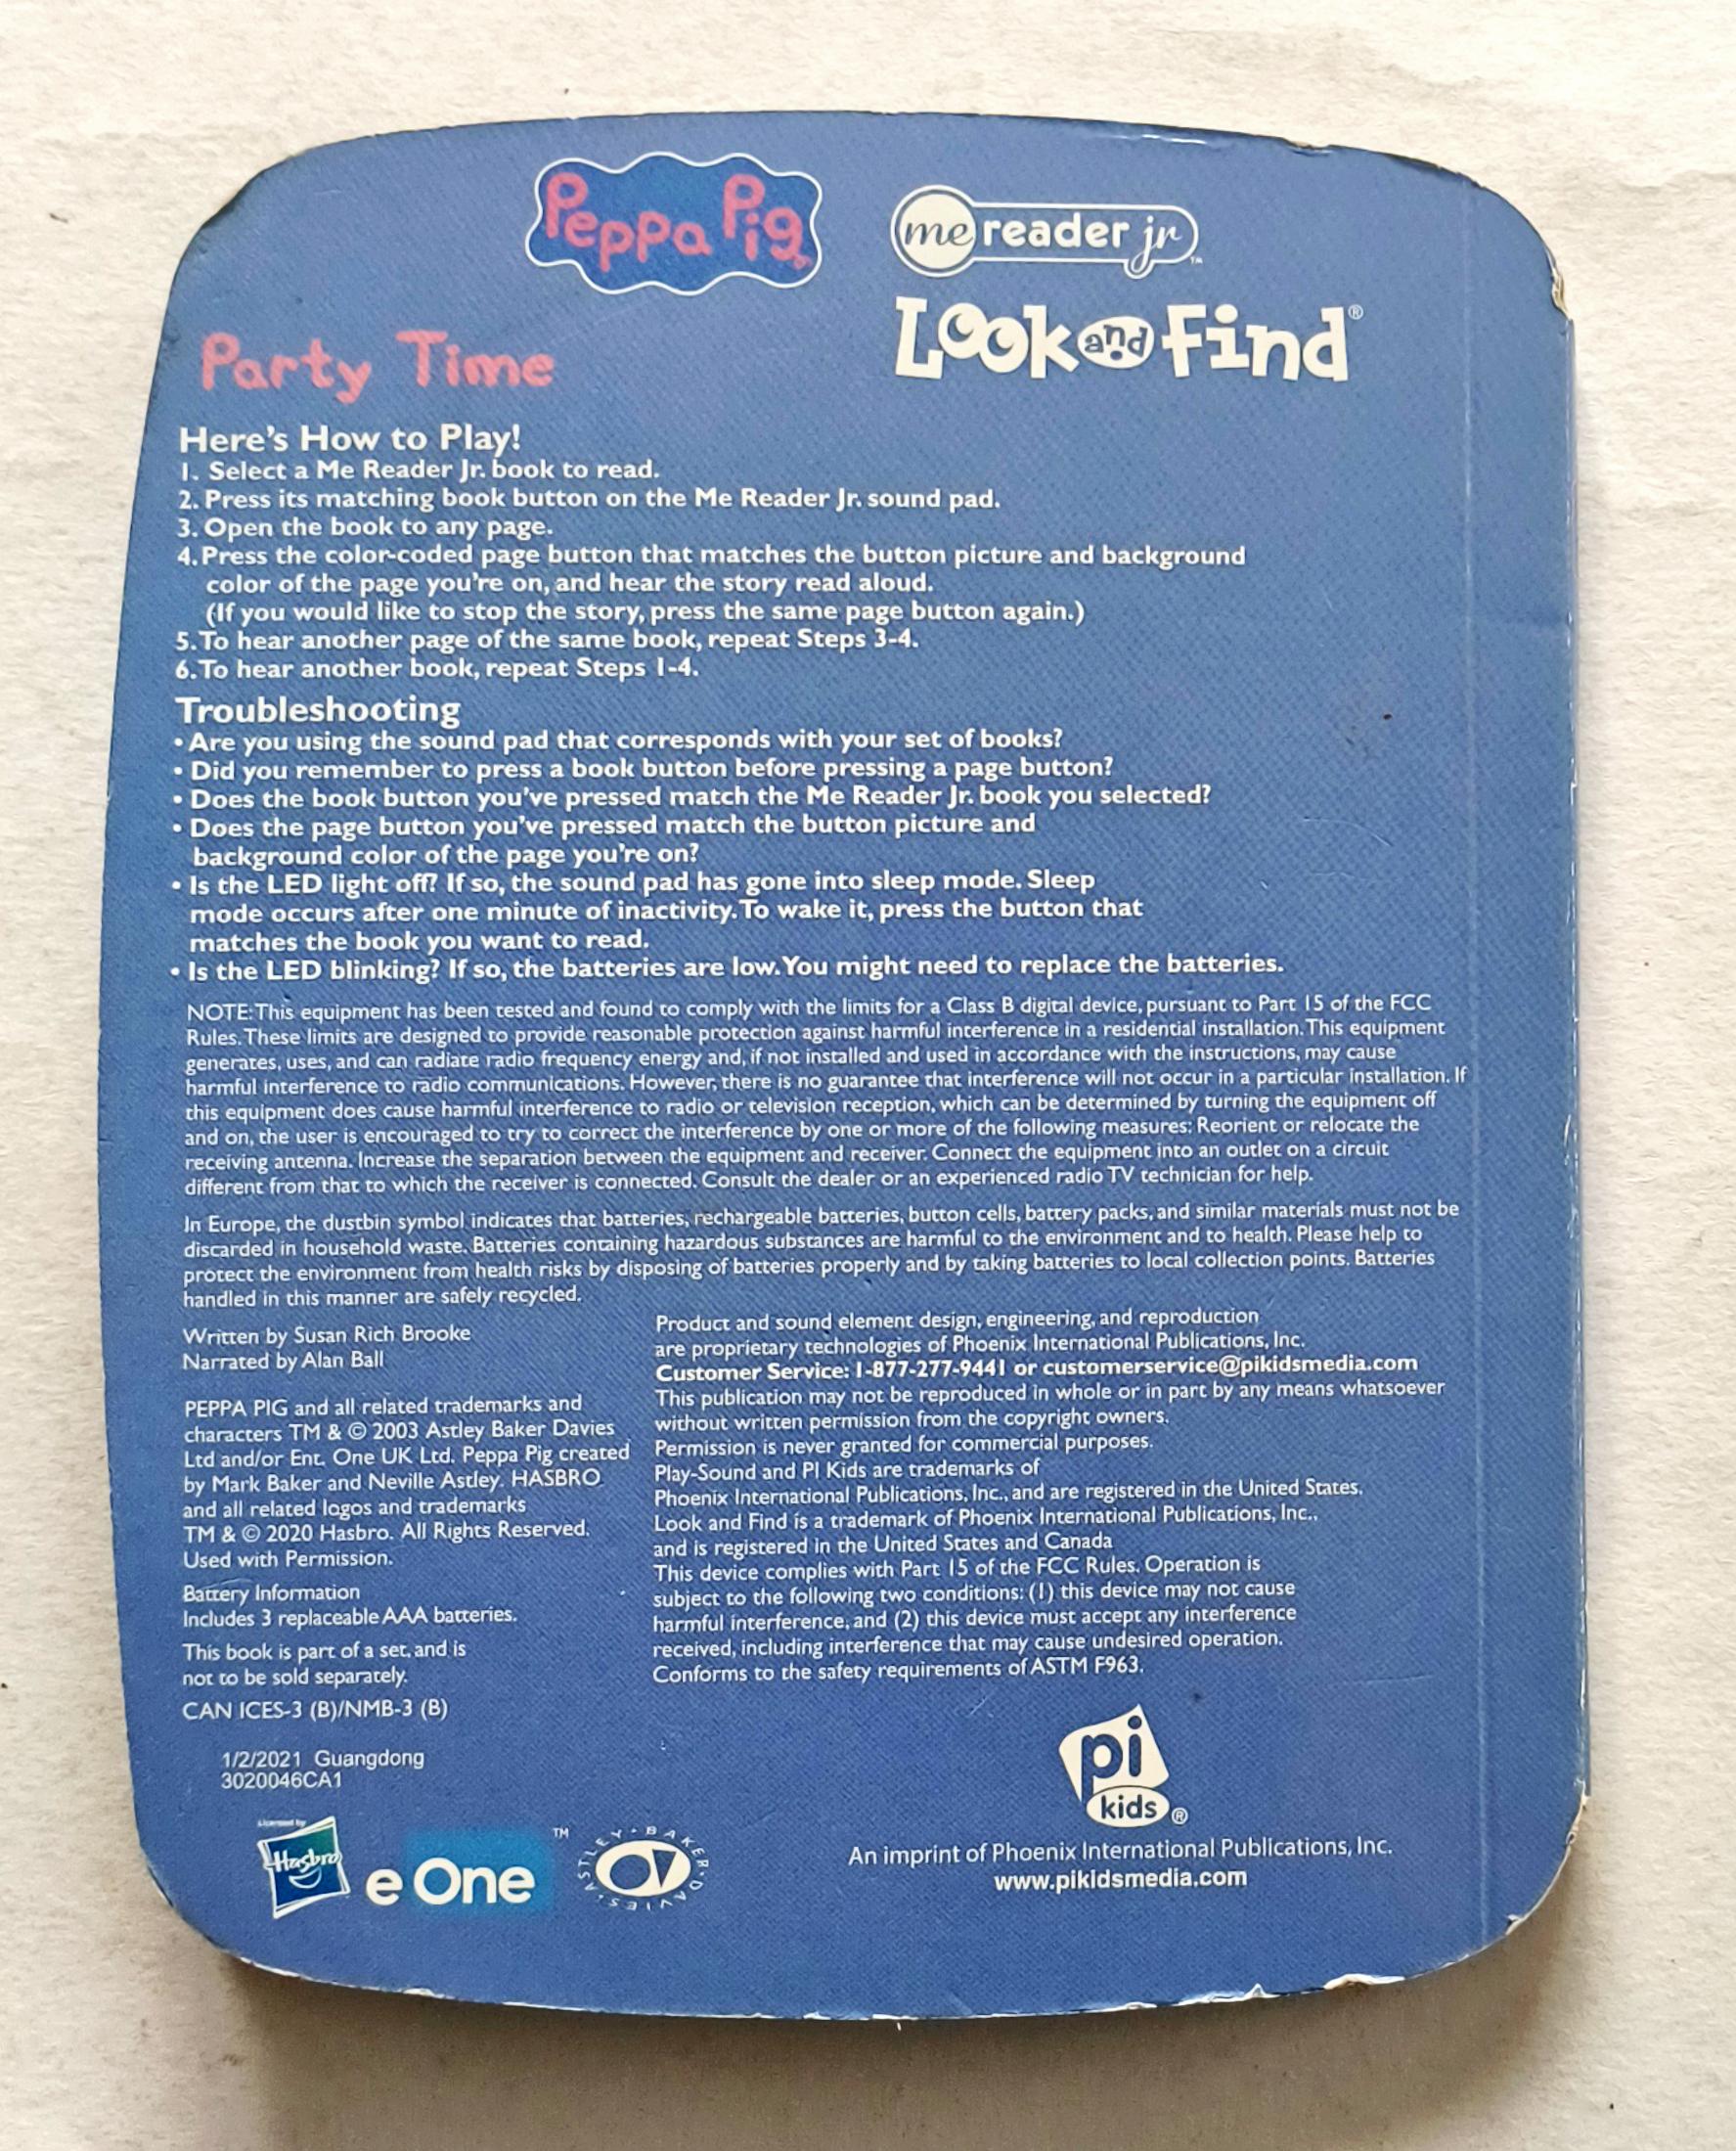 Peppa Pig
me reader jr™
Look and Find®
Party Time
Here's How to Play!
1. Select a Me Reader Jr. book to read.
2. Press its matching book button on the Me Reader Jr. sound pad.
3. Open the book to any page.
4. Press the color-coded page button that matches the button picture and background
color of the page you're on, and hear the story read aloud.
(If you would like to stop the story, press the same page button again.)
5. To hear another page of the same book, repeat Steps 3-4.
6. To hear another book, repeat Steps 1-4.
Troubleshooting
• Are you using the sound pad that corresponds with your set of books?
• Did you remember to press a book button before pressing a page button?
• Does the book button you've pressed match the Me Reader Jr. book you selected?
• Does the page button you've pressed match the button picture and
background color of the page you're on?
• Is the LED light off? If so, the sound pad has gone into sleep mode. Sleep
mode occurs after one minute of inactivity. To wake it, press the button that
matches the book you want to read.
• Is the LED blinking? If so, the batteries are low. You might need to replace the batteries.
NOTE: This equipment has been tested and found to comply with the limits for a Class B digital device, pursuant to Part 15 of the FCC
Rules. These limits are designed to provide reasonable protection against harmful interference in a residential installation. This equipment
generates, uses, and can radiate radio frequency energy and, if not installed and used in accordance with the instructions, may cause
harmful interference to radio communications. However, there is no guarantee that interference will not occur in a particular installation. If
this equipment does cause harmful interference to radio or television reception, which can be determined by turning the equipment off
and on, the user is encouraged to try to correct the interference by one or more of the following measures: Reorient or relocate the
receiving antenna. Increase the separation between the equipment and receiver. Connect the equipment into an outlet on a circuit
different from that to which the receiver is connected. Consult the dealer or an experienced radio TV technician for help.
In Europe, the dustbin symbol indicates that batteries, rechargeable batteries, button cells, battery packs, and similar materials must not be
discarded in household waste. Batteries containing hazardous substances are harmful to the environment and to health. Please help to
protect the environment from health risks by disposing of batteries properly and by taking batteries to local collection points. Batteries
handled in this manner are safely recycled.
Written by Susan Rich Brooke
Narrated by Alan Ball
PEPPA PIG and all related trademarks and
characters TM & © 2003 Astley Baker Davies
Ltd and/or Ent. One UK Ltd. Peppa Pig created
by Mark Baker and Neville Astley. HASBRO
and all related logos and trademarks
TM & © 2020 Hasbro. All Rights Reserved.
Used with Permission.
Battery Information
Includes 3 replaceable AAA batteries.
This book is part of a set, and is
not to be sold separately.
CAN ICES-3 (B)/NMB-3 (B)
1/2/2021 Guangdong
3020046CA1
Product and sound element design, engineering, and reproduction
are proprietary technologies of Phoenix International Publications, Inc.
Customer Service: 1-877-277-9441 or customerservice@pikidsmedia.com
This publication may not be reproduced in whole or in part by any means whatsoever
without written permission from the copyright owners.
Permission is never granted for commercial purposes.
Play-Sound and PI Kids are trademarks of
Phoenix International Publications, Inc., and are registered in the United States.
Look and Find is a trademark of Phoenix International Publications, Inc.,
and is registered in the United States and Canada
This device complies with Part 15 of the FCC Rules. Operation is
subject to the following two conditions: (1) this device may not cause
harmful interference, and (2) this device must accept any interference
received, including interference that may cause undesired operation.
Conforms to the safety requirements of ASTM F963.
Licensed by
Hasbro
eOne™
ASTLEY · BAKER · DAVIES ·
pi
kids®
An imprint of Phoenix International Publications, Inc.
www.pikidsmedia.com